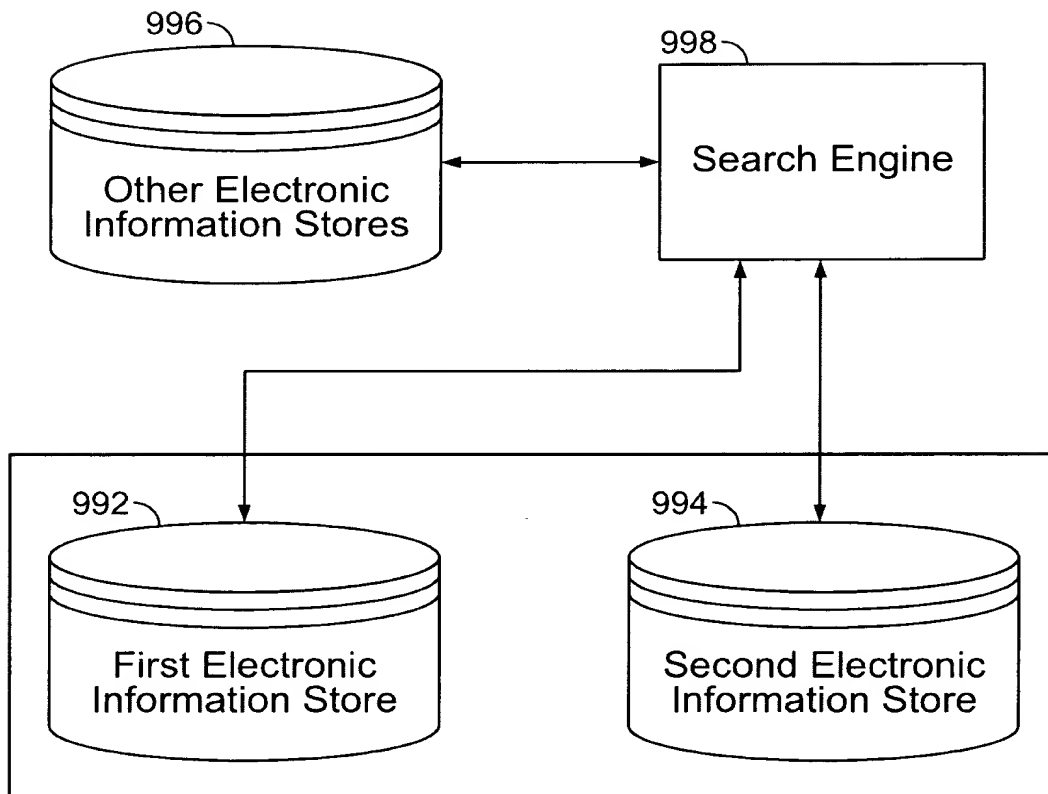 996
998
Other Electronic
Information Stores
Search Engine
992
994
First Electronic
Information Store
Second Electronic
Information Store